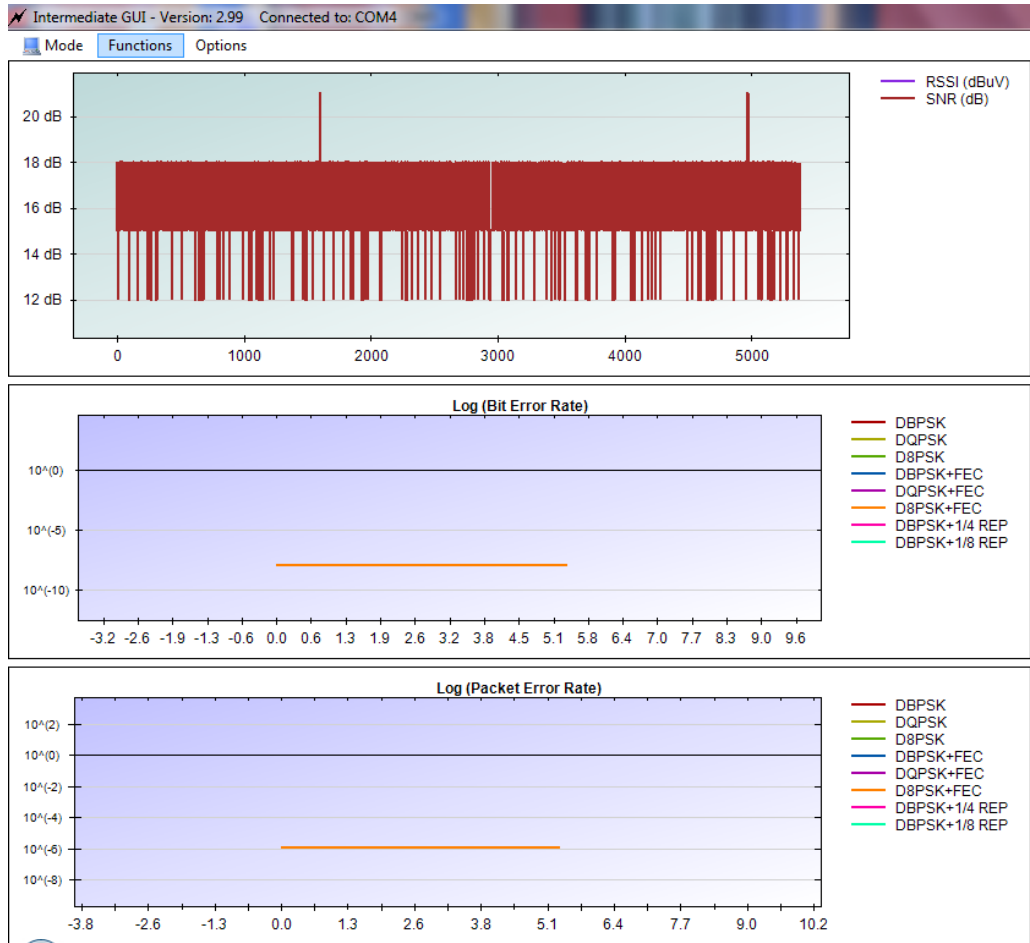 Intermediate GUI - Version: 2.99 Connected to: COM4
Mode Functions Options
RSSI (dBuV)
SNR (dB)
20 dB
18 dB
16 dB
14 dB
12 dB
0 1000 2000 3000 4000 5000
Log (Bit Error Rate)
DBPSK
DQPSK
D8PSK
DBPSK+FEC
DQPSK+FEC
D8PSK+FEC
DBPSK+1/4 REP
DBPSK+1/8 REP
10^(0)
10^(-5)
10^(-10)
-3.2 -2.6 -1.9 -1.3 -0.6 0.0 0.6 1.3 1.9 2.6 3.2 3.8 4.5 5.1 5.8 6.4 7.0 7.7 8.3 9.0 9.6
Log (Packet Error Rate)
DBPSK
DQPSK
D8PSK
DBPSK+FEC
DQPSK+FEC
D8PSK+FEC
DBPSK+1/4 REP
DBPSK+1/8 REP
10^(2)
10^(0)
10^(-2)
10^(-4)
10^(-6)
10^(-8)
-3.8 -2.6 -1.3 0.0 1.3 2.6 3.8 5.1 6.4 7.7 9.0 10.2